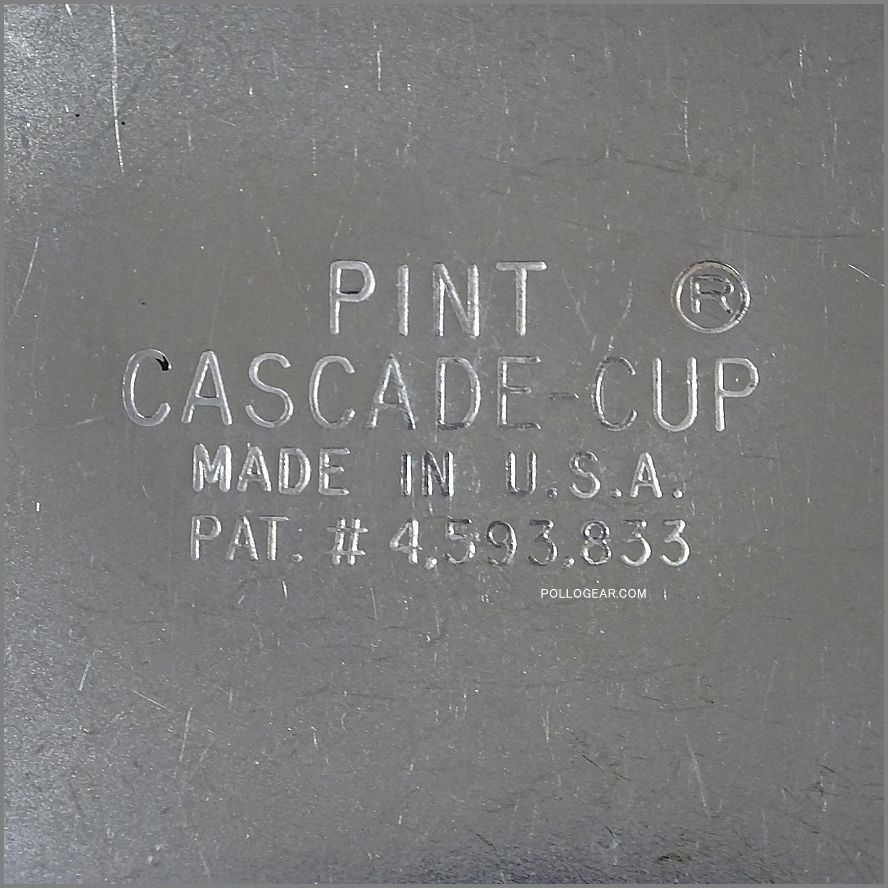 PINT ®
CASCADE-CUP
MADE IN U.S.A.
PAT. # 4,593,833
POLLOGEAR.COM